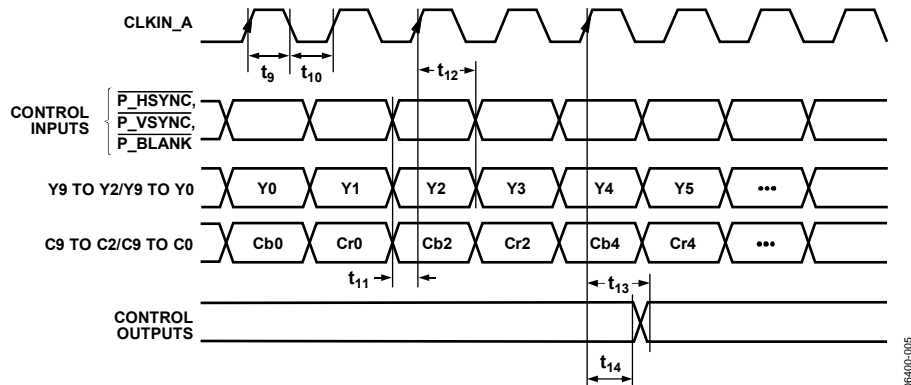 CLKIN_A
t9
t10
t12
CONTROL
INPUTS
P_HSYNC,
P_VSYNC,
P_BLANK
Y9 TO Y2/Y9 TO Y0
Y0
Y1
Y2
Y3
Y4
Y5
•••
C9 TO C2/C9 TO C0
Cb0
Cr0
Cb2
Cr2
Cb4
Cr4
•••
t11
t13
CONTROL
OUTPUTS
t14
06400-005